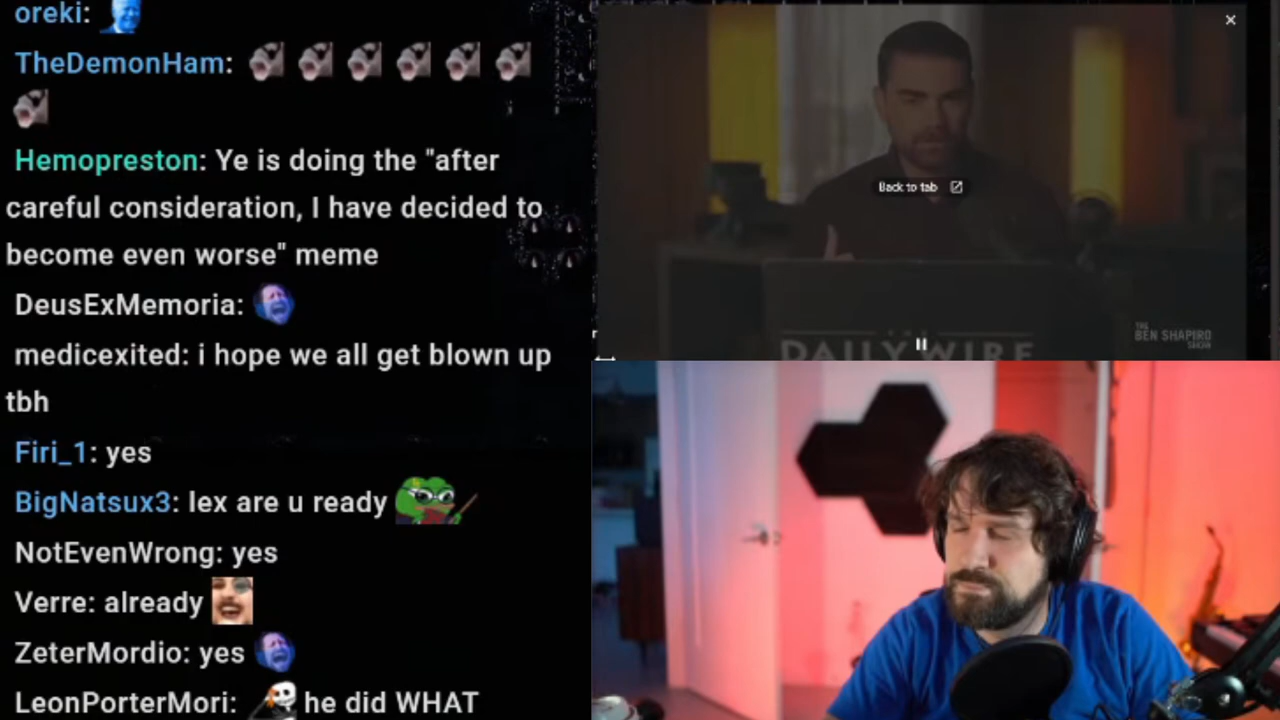 oreki:
TheDemonHam:
Hemopreston: Ye is doing the "after
careful consideration, I have decided to
become even worse" meme
DeusExMemoria:
medicexited: i hope we all get blown up
tbh
Firi_1: yes
BigNatsux3: lex are u ready
NotEvenWrong: yes
Verre: already
ZeterMordio: yes
LeonPorterMori: he did WHAT
Back to tab
DAILY WIRE
THE
BEN SHAPIRO
SHOW